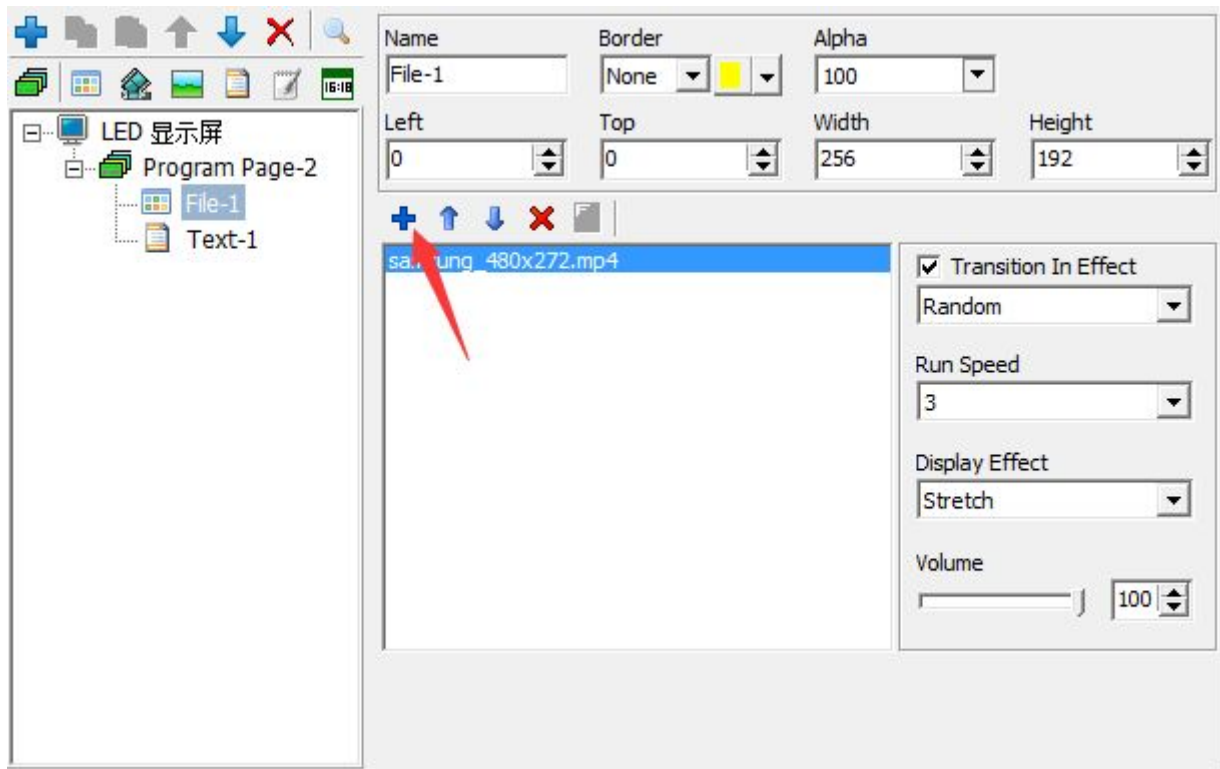 Name Border Alpha
File-1 None 100
Left Top Width Height
0 0 256 192
16:18
LED 显示屏
Program Page-2
File-1
Text-1
480x272.mp4
Transition In Effect
Random
Run Speed
3
Display Effect
Stretch
Volume
100